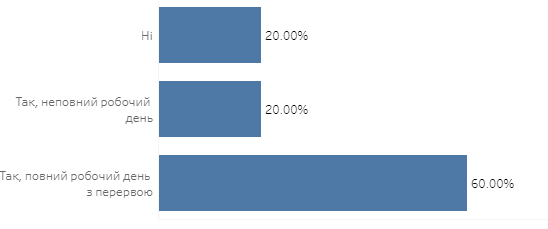 Ні
20.00%
Так, неповний робочий
день
20.00%
Так, повний робочий день
з перервою
60.00%